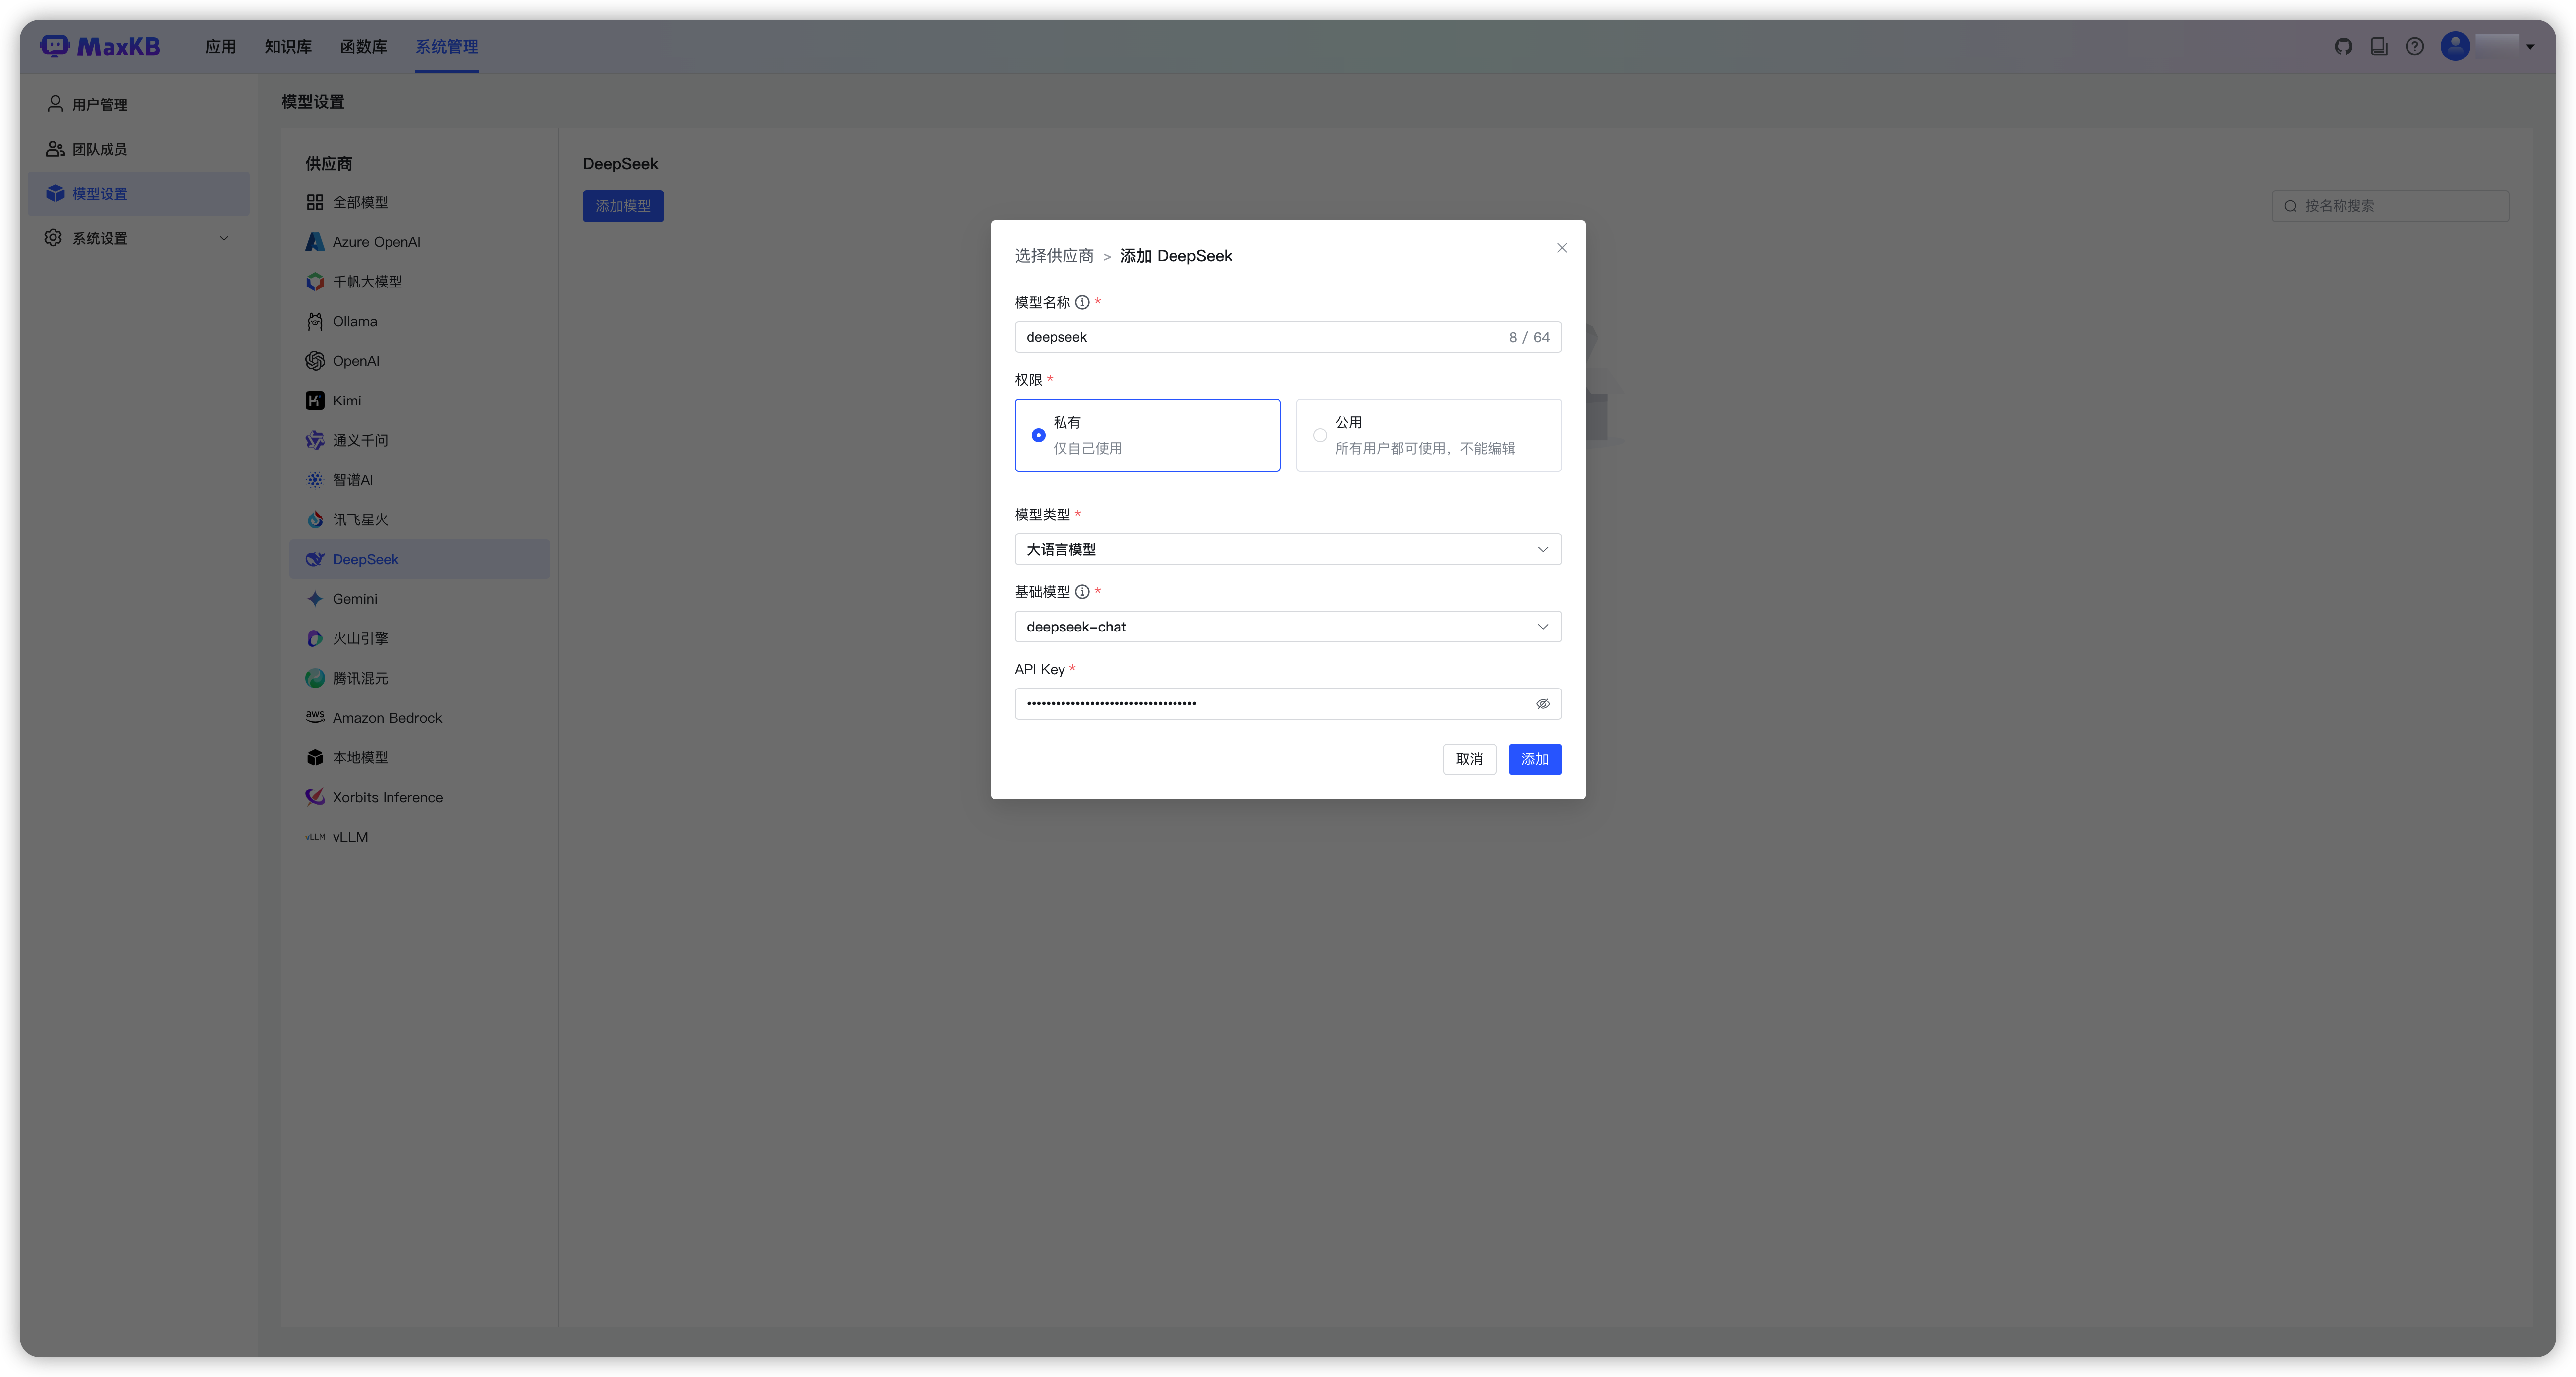 MaxKB 应用 知识库 函数库 系统管理
用户管理
团队成员
模型设置
系统设置
模型设置
供应商
全部模型
Azure OpenAI
千帆大模型
Ollama
OpenAI
Kimi
通义千问
智谱AI
讯飞星火
DeepSeek
Gemini
火山引擎
腾讯混元
aws Amazon Bedrock
本地模型
Xorbits Inference
vLLM vLLM
DeepSeek
添加模型
按名称搜索
选择供应商 > 添加 DeepSeek
模型名称 *
deepseek 8 / 64
权限 *
私有
仅自己使用
公用
所有用户都可使用，不能编辑
模型类型 *
大语言模型
基础模型 *
deepseek-chat
API Key *
取消 添加